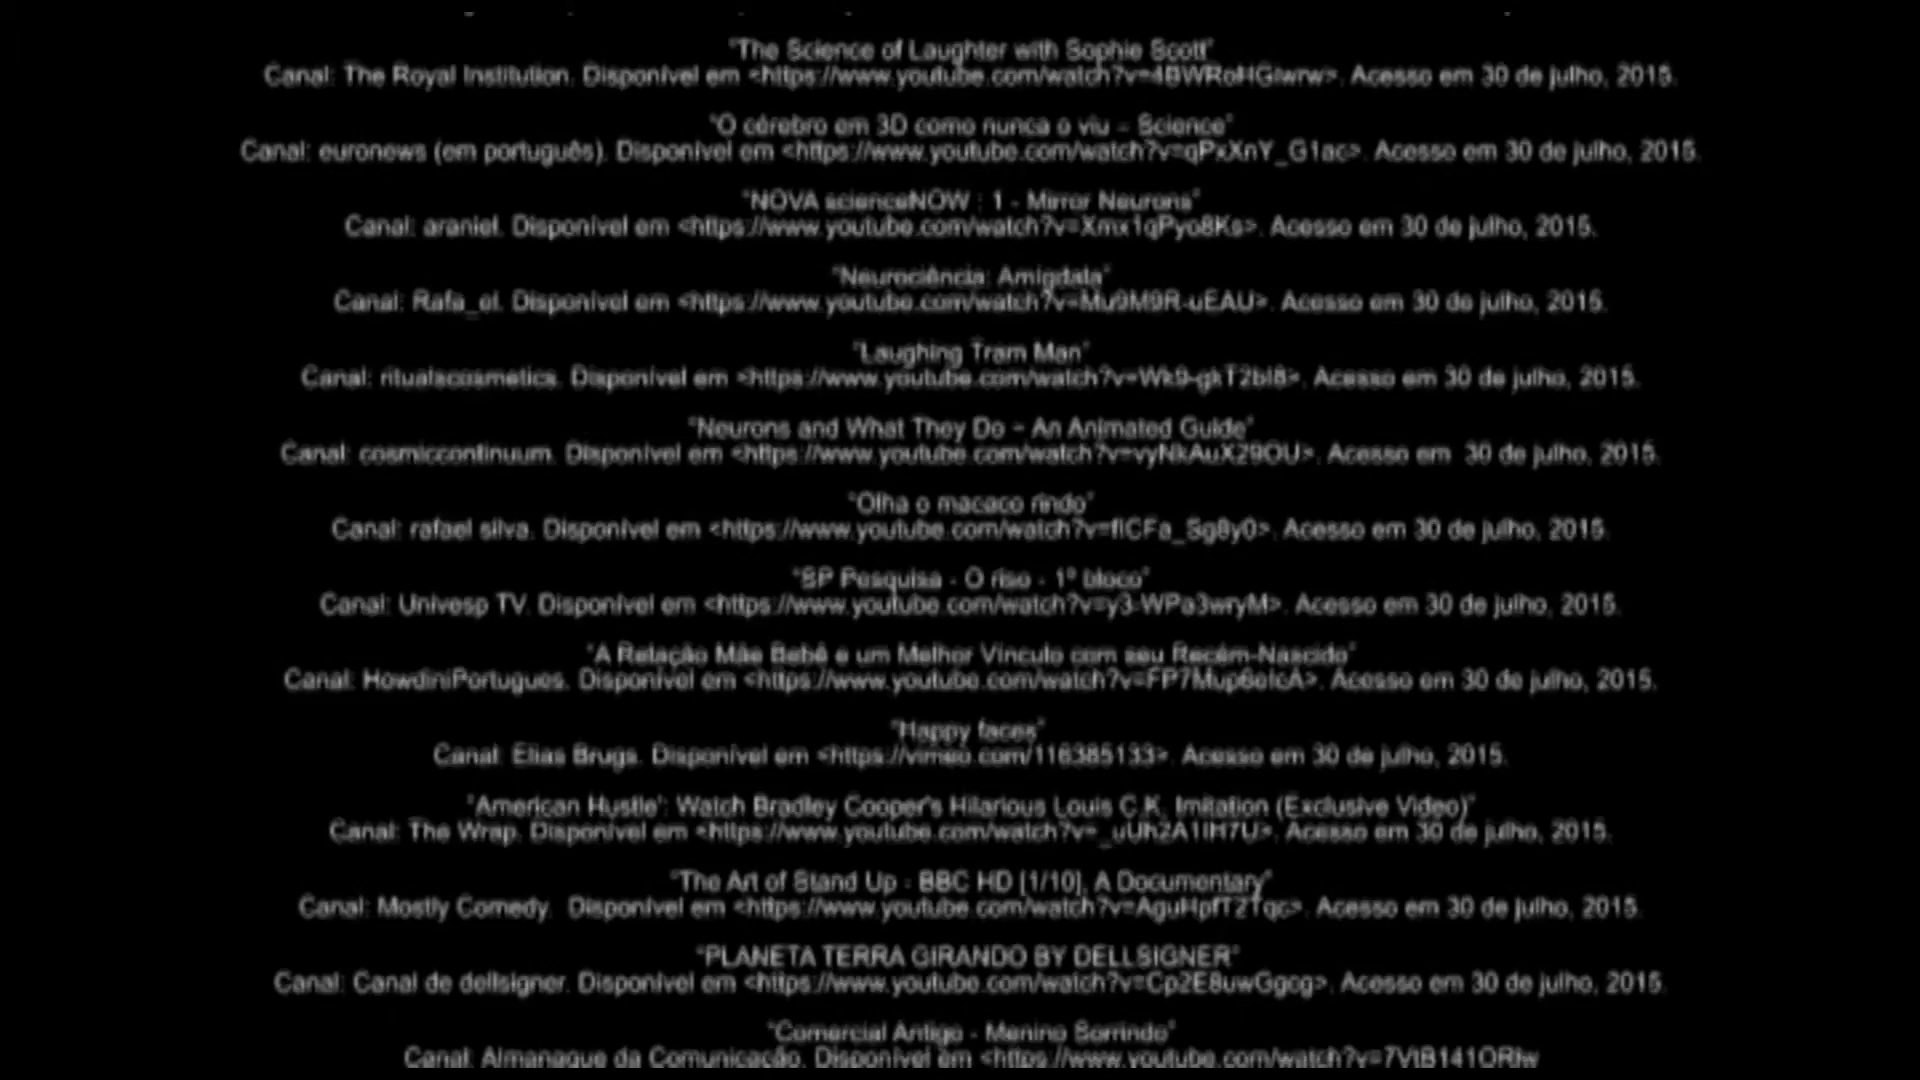 "The Science of Laughter with Sophie Scott"
Canal: The Royal Institution. Disponível em <https://www.youtube.com/watch?v=4BWRoHGlwrw>. Acesso em 30 de julho, 2015.
"O cérebro em 3D como nunca o viu – Science"
Canal: euronews (em português). Disponível em <https://www.youtube.com/watch?v=qPxXnY_G1ac>. Acesso em 30 de julho, 2015.
"NOVA scienceNOW : 1 - Mirror Neurons"
Canal: araniel. Disponível em <https://www.youtube.com/watch?v=Xmx1qPyo8Ks>. Acesso em 30 de julho, 2015.
"Neurociência: Amígdala"
Canal: Rafa_el. Disponível em <https://www.youtube.com/watch?v=Mu9M9R-uEAU>. Acesso em 30 de julho, 2015.
"Laughing Tram Man"
Canal: ritualscosmetics. Disponível em <https://www.youtube.com/watch?v=Wk9-gkT2bI8>. Acesso em 30 de julho, 2015.
"Neurons and What They Do – An Animated Guide"
Canal: cosmiccontinuum. Disponível em <https://www.youtube.com/watch?v=vyNkAuX29OU>. Acesso em 30 de julho, 2015.
"Olha o macaco rindo"
Canal: rafael silva. Disponível em <https://www.youtube.com/watch?v=flCFa_Sg8y0>. Acesso em 30 de julho, 2015.
"SP Pesquisa - O riso - 1º bloco"
Canal: Univesp TV. Disponível em <https://www.youtube.com/watch?v=y3-WPa3wryM>. Acesso em 30 de julho, 2015.
"A Relação Mãe Bebê e um Melhor Vínculo com seu Recém-Nascido"
Canal: HowdiniPortugues. Disponível em <https://www.youtube.com/watch?v=FP7Mup6eIcA>. Acesso em 30 de julho, 2015.
"Happy faces"
Canal: Elias Brugs. Disponível em <https://vimeo.com/116385133>. Acesso em 30 de julho, 2015.
"American Hustle': Watch Bradley Cooper's Hilarious Louis C.K. Imitation (Exclusive Video)"
Canal: The Wrap. Disponível em <https://www.youtube.com/watch?v=_uUh2A1IH7U>. Acesso em 30 de julho, 2015.
"The Art of Stand Up - BBC HD [1/10], A Documentary"
Canal: Mostly Comedy. Disponível em <https://www.youtube.com/watch?v=AguHpfT2Tqc>. Acesso em 30 de julho, 2015.
"PLANETA TERRA GIRANDO BY DELLSIGNER"
Canal: Canal de dellsigner. Disponível em <https://www.youtube.com/watch?v=Cp2E8uwGgcg>. Acesso em 30 de julho, 2015.
"Comercial Antigo - Menino Sorrindo"
Canal: Almanaque da Comunicação. Disponível em <https://www.youtube.com/watch?v=7VtB141ORIw